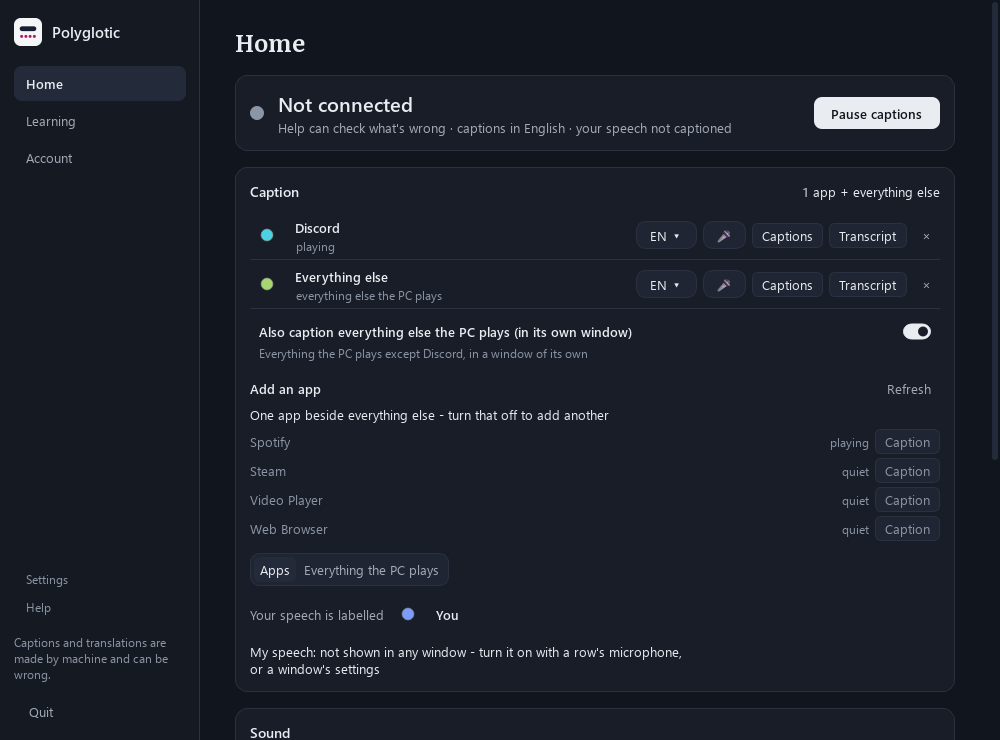 Polyglotic
Home
Learning
Account
Settings
Help
Captions and translations are
made by machine and can be
wrong.
Quit
Home
Not connected
Help can check what's wrong · captions in English · your speech not captioned
Pause captions
Caption
1 app + everything else
Discord
playing
EN ▾
Captions
Transcript
×
Everything else
everything else the PC plays
EN ▾
Captions
Transcript
×
Also caption everything else the PC plays (in its own window)
Everything the PC plays except Discord, in a window of its own
Add an app
Refresh
One app beside everything else - turn that off to add another
Spotify
playing
Caption
Steam
quiet
Caption
Video Player
quiet
Caption
Web Browser
quiet
Caption
Apps
Everything the PC plays
Your speech is labelled
You
My speech: not shown in any window - turn it on with a row's microphone,
or a window's settings
Sound